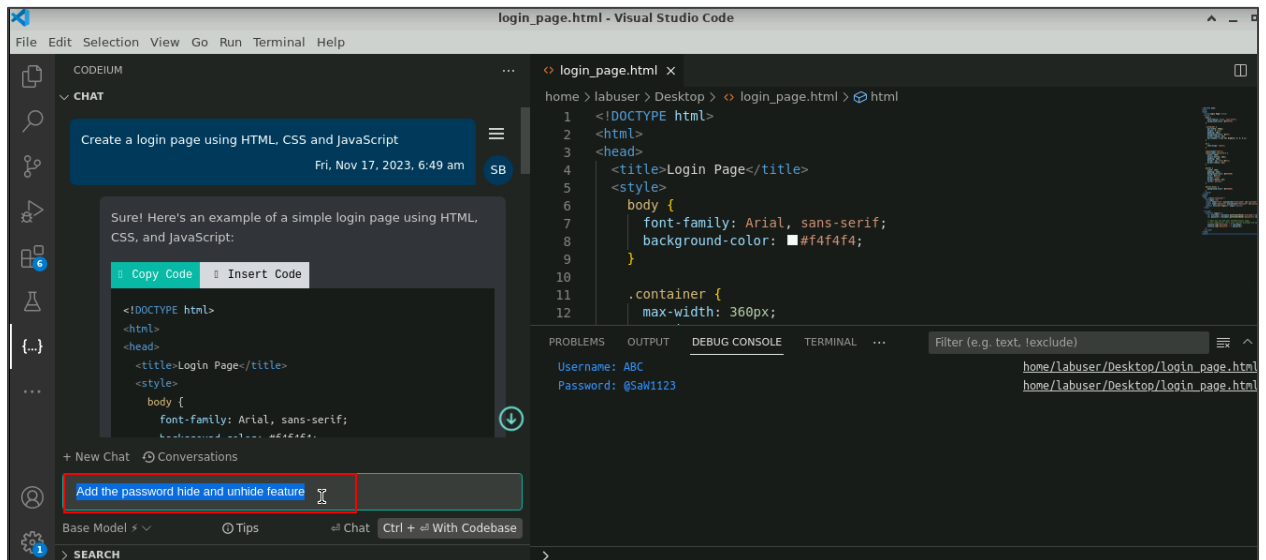 login_page.html - Visual Studio Code
File Edit Selection View Go Run Terminal Help
CODEIUM
CHAT
Create a login page using HTML, CSS and JavaScript
Fri, Nov 17, 2023, 6:49 am
SB
Sure! Here's an example of a simple login page using HTML,
CSS, and JavaScript:
Copy Code Insert Code
<!DOCTYPE html>
<html>
<head>
<title>Login Page</title>
<style>
body {
font-family: Arial, sans-serif;
+ New Chat Conversations
Add the password hide and unhide feature
Base Model Tips Chat Ctrl + With Codebase
> SEARCH
6
{...}
1
login_page.html
home > labuser > Desktop > login_page.html > html
1 <!DOCTYPE html>
2 <html>
3 <head>
4 <title>Login Page</title>
5 <style>
6 body {
7 font-family: Arial, sans-serif;
8 background-color: #f4f4f4;
9 }
10
11 .container {
12 max-width: 360px;
PROBLEMS OUTPUT DEBUG CONSOLE TERMINAL ... Filter (e.g. text, !exclude)
Username: ABC home/labuser/Desktop/login_page.html
Password: @SaW1123 home/labuser/Desktop/login_page.html
>